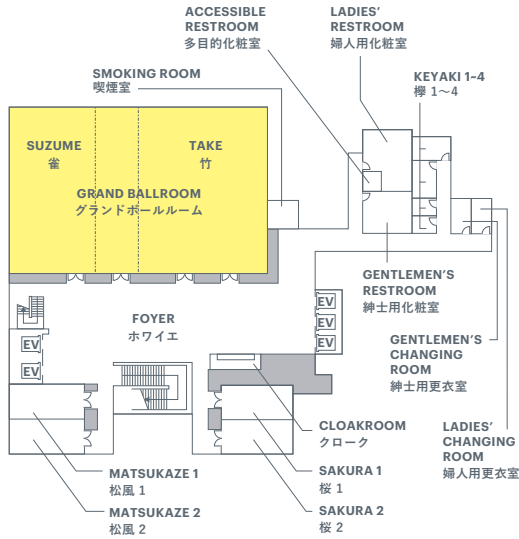 ACCESSIBLE
RESTROOM
多目的化粧室
LADIES'
RESTROOM
婦人用化粧室
SMOKING ROOM
喫煙室
KEYAKI 1~4
欅 1〜4
SUZUME
雀
TAKE
竹
GRAND BALLROOM
グランドボールルーム
GENTLEMEN'S
RESTROOM
紳士用化粧室
EV
EV
EV
FOYER
ホワイエ
EV
EV
GENTLEMEN'S
CHANGING
ROOM
紳士用更衣室
CLOAKROOM
クローク
LADIES'
CHANGING
ROOM
婦人用更衣室
MATSUKAZE 1
松風 1
SAKURA 1
桜 1
MATSUKAZE 2
松風 2
SAKURA 2
桜 2